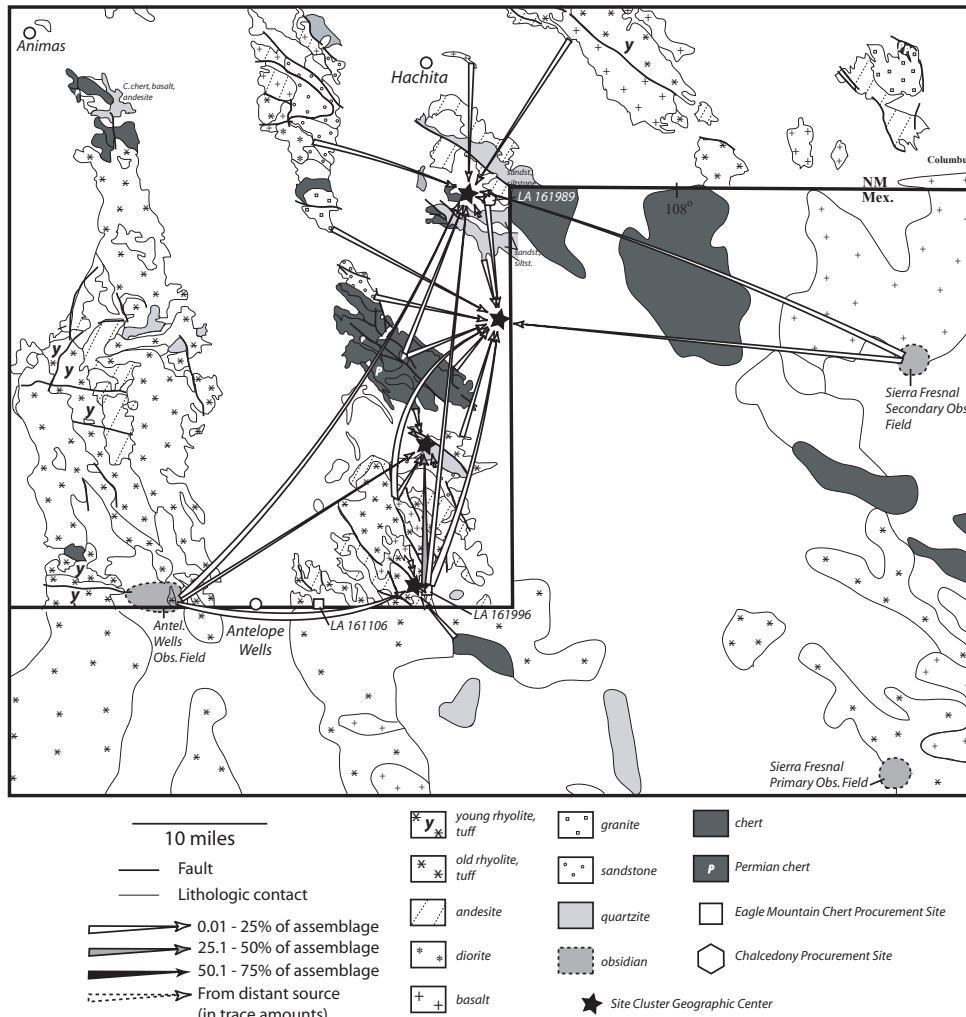 Animas
C. chert, basalt,
andesite
Hachita
y
Columbu
NM
Mex.
108°
sandst.,
siltstone
LA 161989
sandst.,
siltst.
y
y
y
P
Sierra Fresnal
Secondary Obs.
Field
y
y
Antel.
Wells
Obs. Field
Antelope
Wells
LA 161106
LA 161996
Sierra Fresnal
Primary Obs. Field
10 miles
Fault
Lithologic contact
0.01 - 25% of assemblage
25.1 - 50% of assemblage
50.1 - 75% of assemblage
From distant source
(in trace amounts)
y
young rhyolite,
tuff
old rhyolite,
tuff
andesite
diorite
basalt
granite
sandstone
quartzite
obsidian
Site Cluster Geographic Center
chert
P
Permian chert
Eagle Mountain Chert Procurement Site
Chalcedony Procurement Site